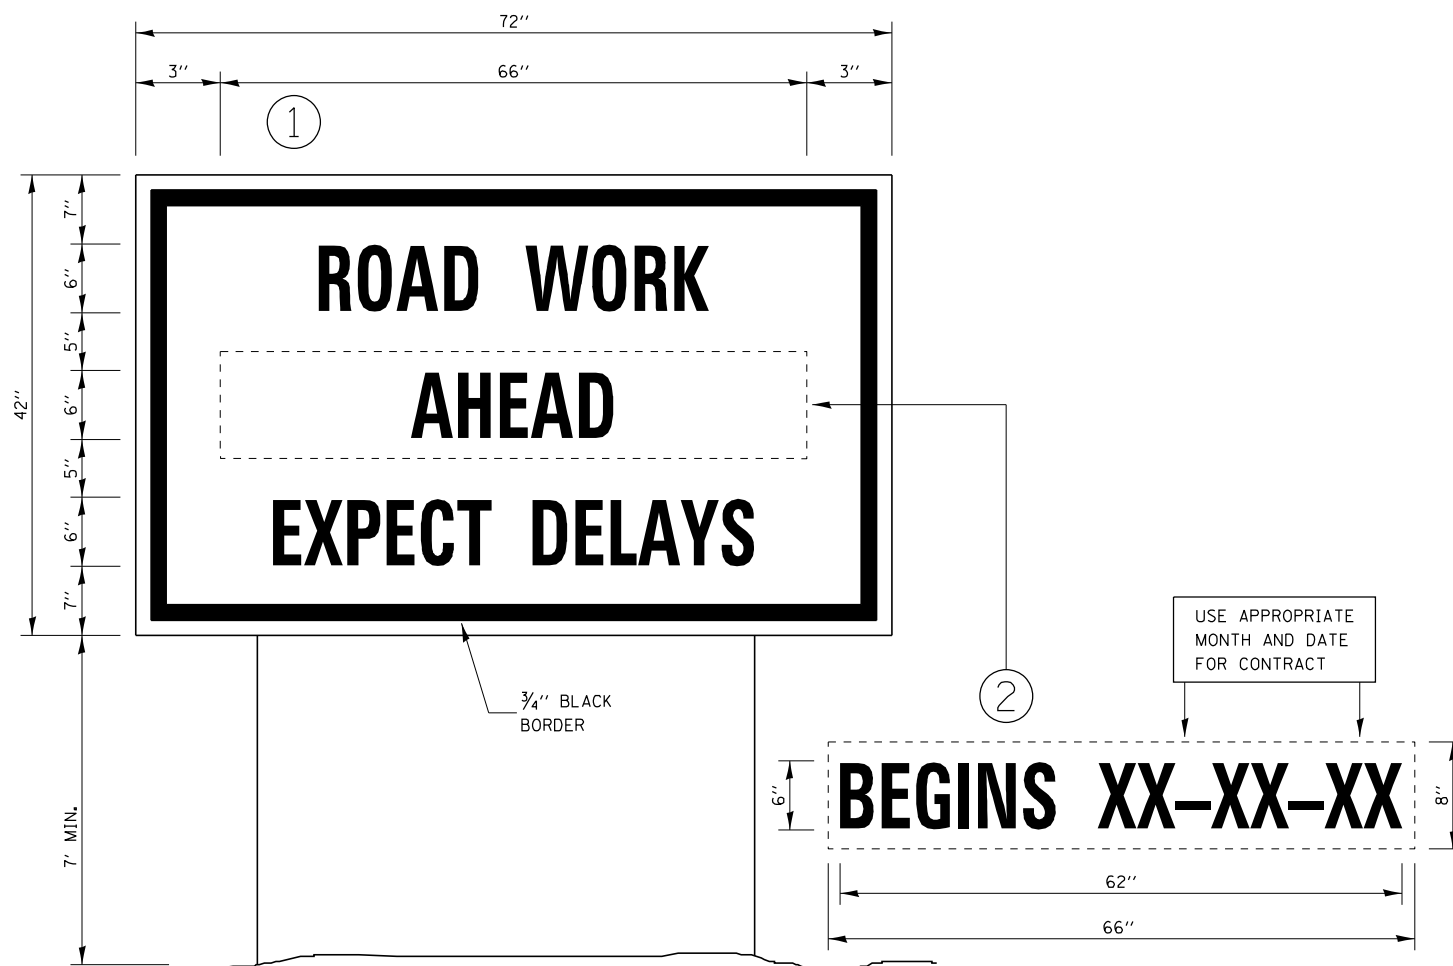 72''
3'' 66'' 3''
1
7''
6''
5''
6''
5''
6''
7''
42''
7' MIN.
ROAD WORK
AHEAD
EXPECT DELAYS
3/4'' BLACK
BORDER
2
USE APPROPRIATE
MONTH AND DATE
FOR CONTRACT
6''
BEGINS XX-XX-XX
8''
62''
66''